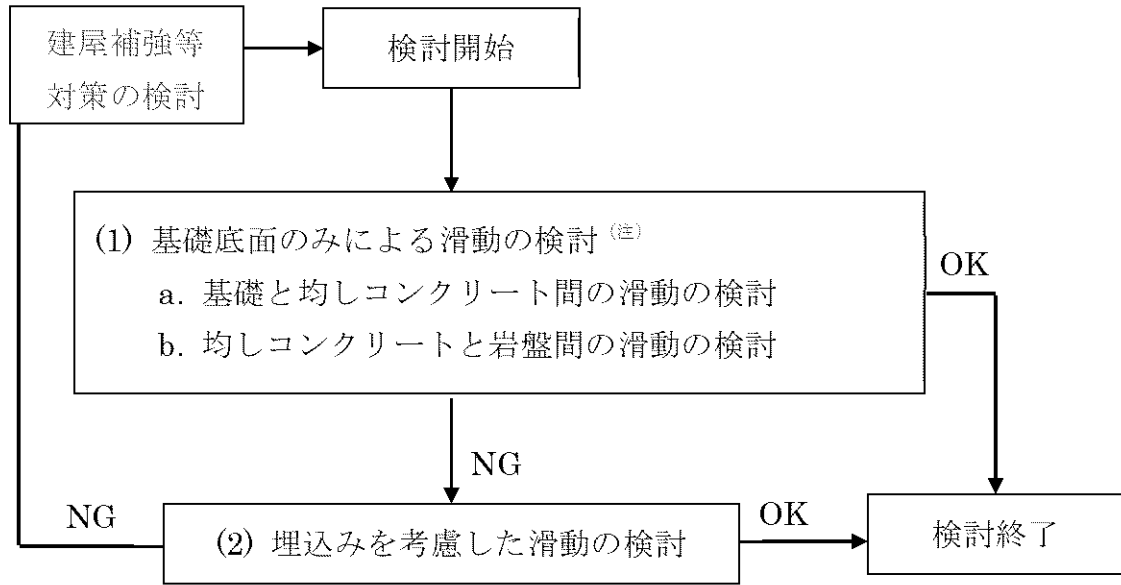 建屋補強等
対策の検討
検討開始
(1) 基礎底面のみによる滑動の検討 (注)
a. 基礎と均しコンクリート間の滑動の検討
b. 均しコンクリートと岩盤間の滑動の検討
OK
NG
NG
(2) 埋込みを考慮した滑動の検討
OK
検討終了